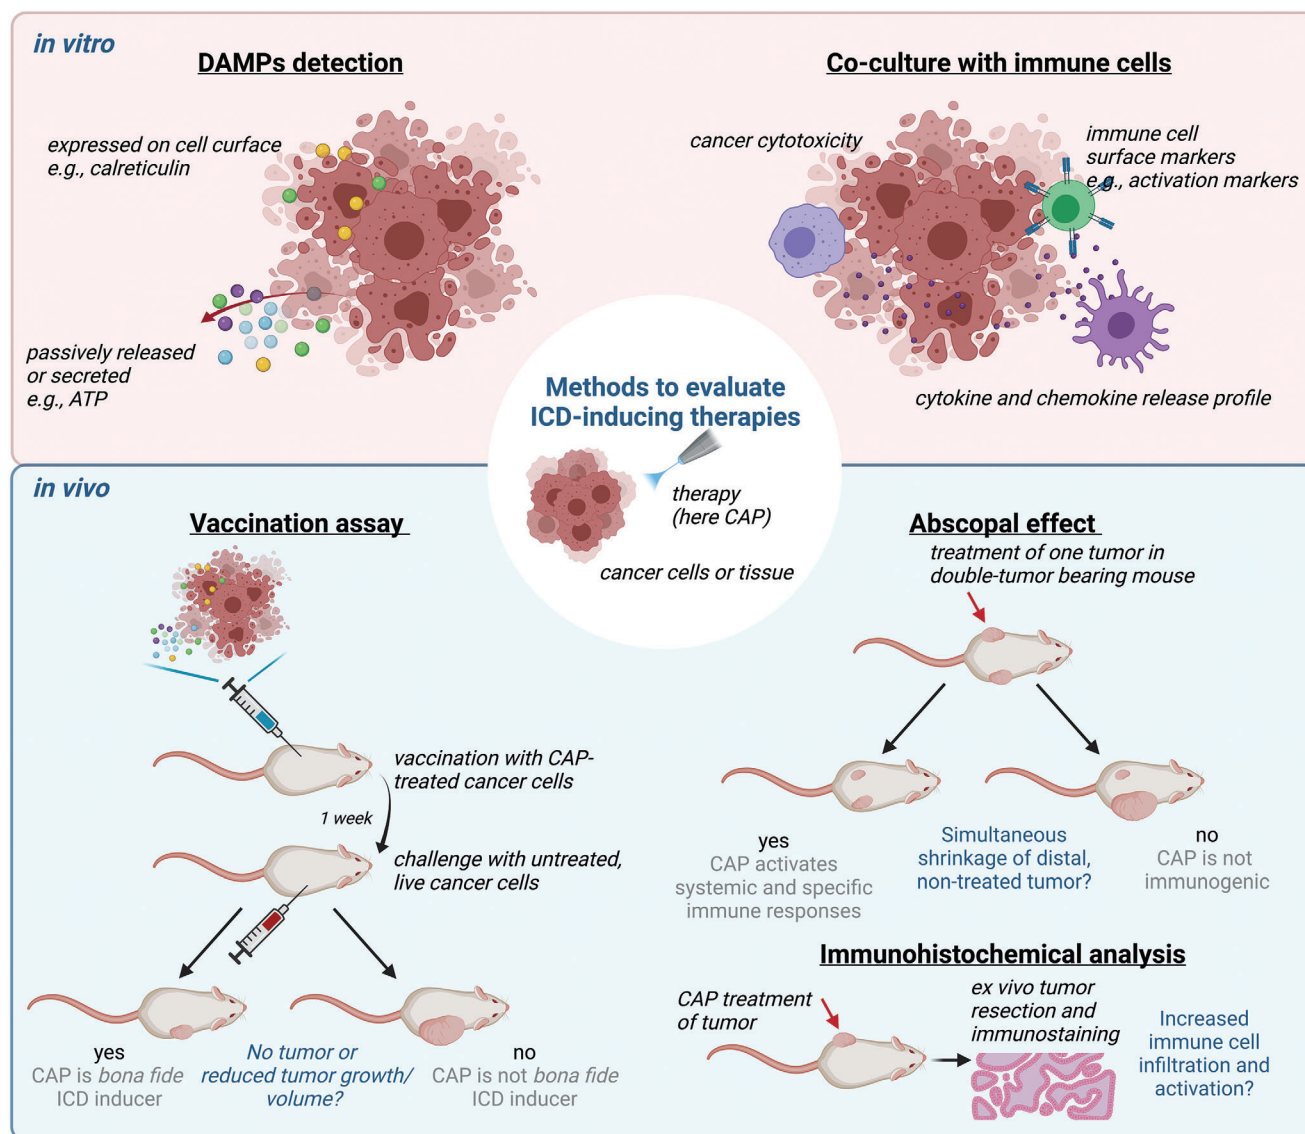 in vitro
DAMPs detection
expressed on cell curface
e.g., calreticulin
passively released
or secreted
e.g., ATP
Co-culture with immune cells
cancer cytotoxicity
immune cell
surface markers
e.g., activation markers
cytokine and chemokine release profile
Methods to evaluate
ICD-inducing therapies
therapy
(here CAP)
cancer cells or tissue
in vivo
Vaccination assay
vaccination with CAP-
treated cancer cells
1 week
challenge with untreated,
live cancer cells
yes
CAP is bona fide
ICD inducer
No tumor or
reduced tumor growth/
volume?
no
CAP is not bona fide
ICD inducer
Abscopal effect
treatment of one tumor in
double-tumor bearing mouse
yes
CAP activates
systemic and specific
immune responses
Simultaneous
shrinkage of distal,
non-treated tumor?
no
CAP is not
immunogenic
Immunohistochemical analysis
CAP treatment
of tumor
ex vivo tumor
resection and
immunostaining
Increased
immune cell
infiltration and
activation?